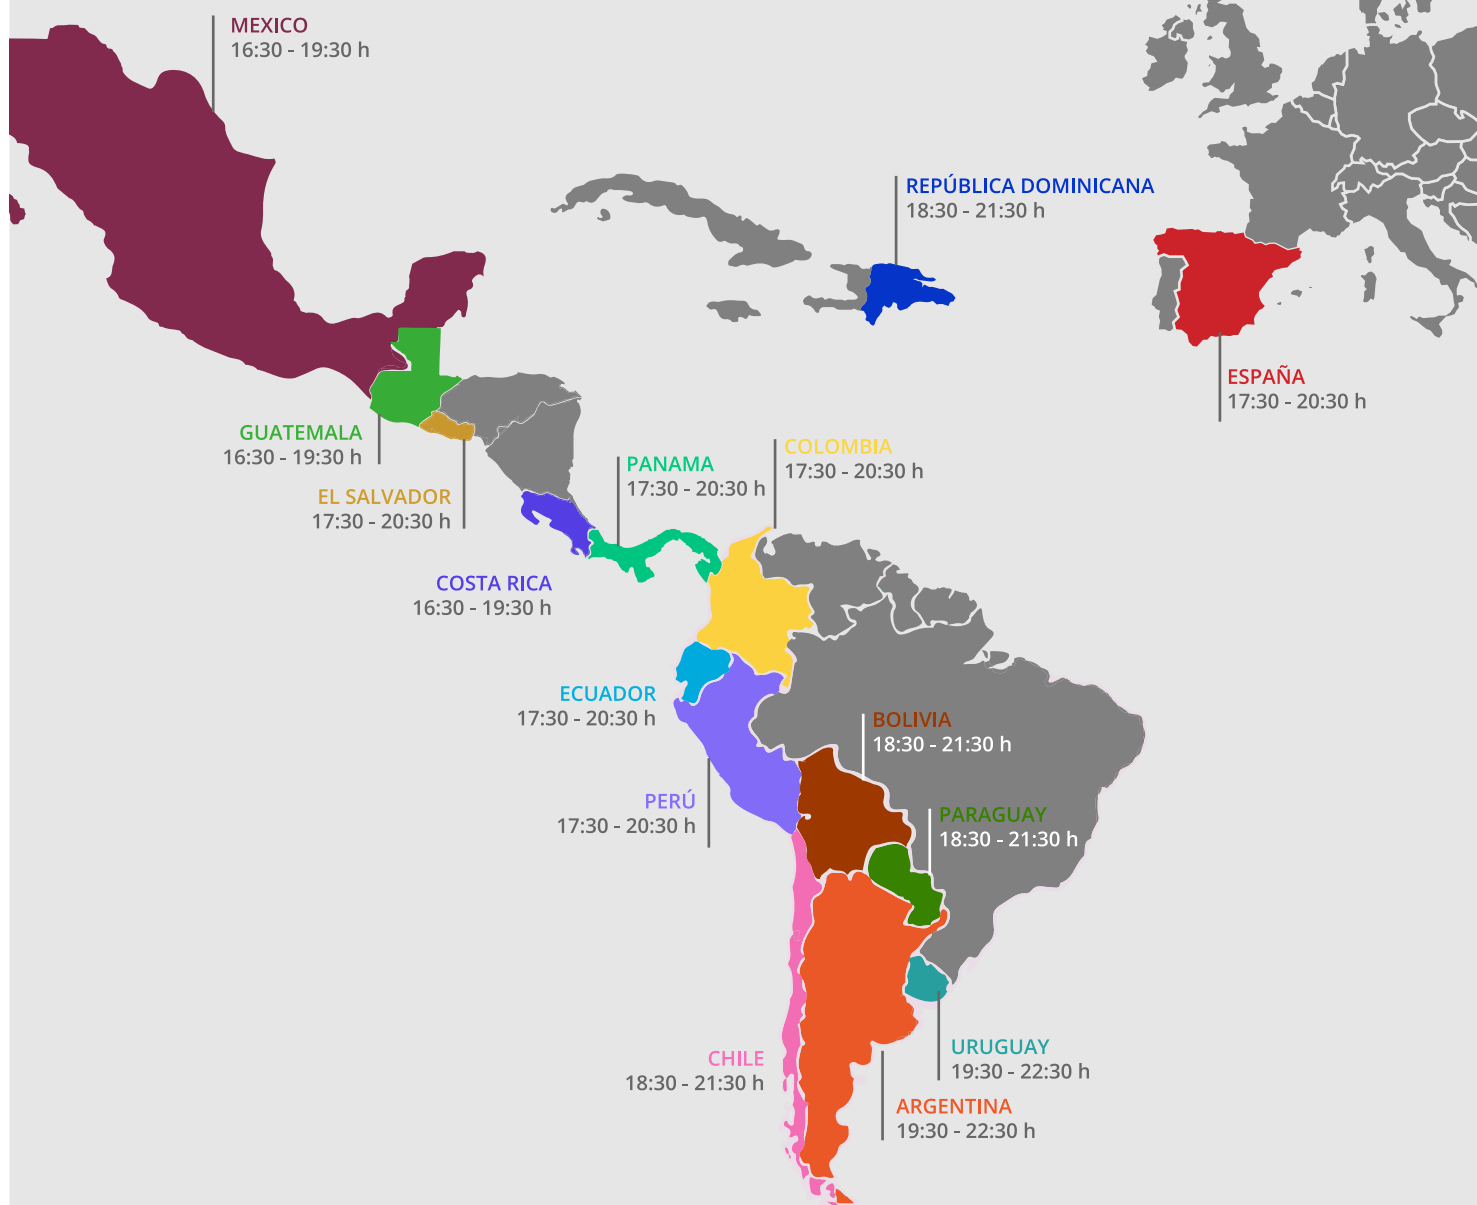 MEXICO
16:30 - 19:30 h
REPÚBLICA DOMINICANA
18:30 - 21:30 h
ESPAÑA
17:30 - 20:30 h
GUATEMALA
16:30 - 19:30 h
COLOMBIA
17:30 - 20:30 h
PANAMA
17:30 - 20:30 h
EL SALVADOR
17:30 - 20:30 h
COSTA RICA
16:30 - 19:30 h
ECUADOR
17:30 - 20:30 h
BOLIVIA
18:30 - 21:30 h
PERÚ
17:30 - 20:30 h
PARAGUAY
18:30 - 21:30 h
URUGUAY
19:30 - 22:30 h
CHILE
18:30 - 21:30 h
ARGENTINA
19:30 - 22:30 h